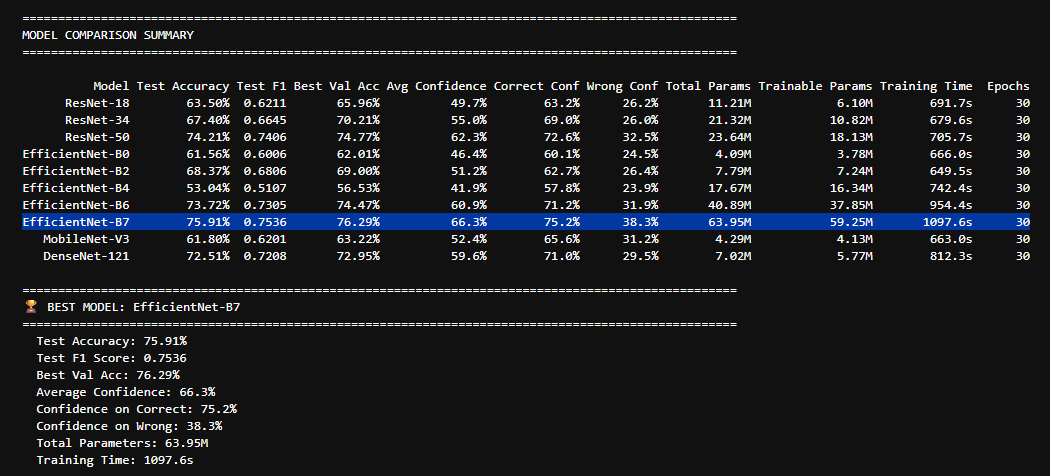 ====================================================================================================
MODEL COMPARISON SUMMARY
====================================================================================================
Model Test Accuracy Test F1 Best Val Acc Avg Confidence Correct Conf Wrong Conf Total Params Trainable Params Training Time Epochs
ResNet-18 63.50% 0.6211 65.96% 49.7% 63.2% 26.2% 11.21M 6.10M 691.7s 30
ResNet-34 67.40% 0.6645 70.21% 55.0% 69.0% 26.0% 21.32M 10.82M 679.6s 30
ResNet-50 74.21% 0.7406 74.77% 62.3% 72.6% 32.5% 23.64M 18.13M 705.7s 30
EfficientNet-B0 61.56% 0.6006 62.01% 46.4% 60.1% 24.5% 4.09M 3.78M 666.0s 30
EfficientNet-B2 68.37% 0.6806 69.00% 51.2% 62.7% 26.4% 7.79M 7.24M 649.5s 30
EfficientNet-B4 53.04% 0.5107 56.53% 41.9% 57.8% 23.9% 17.67M 16.34M 742.4s 30
EfficientNet-B6 73.72% 0.7305 74.47% 60.9% 71.2% 31.9% 40.89M 37.85M 954.4s 30
EfficientNet-B7 75.91% 0.7536 76.29% 66.3% 75.2% 38.3% 63.95M 59.25M 1097.6s 30
MobileNet-V3 61.80% 0.6201 63.22% 52.4% 65.6% 31.2% 4.29M 4.13M 663.0s 30
DenseNet-121 72.51% 0.7208 72.95% 59.6% 71.0% 29.5% 7.02M 5.77M 812.3s 30
====================================================================================================
🏆 BEST MODEL: EfficientNet-B7
====================================================================================================
Test Accuracy: 75.91%
Test F1 Score: 0.7536
Best Val Acc: 76.29%
Average Confidence: 66.3%
Confidence on Correct: 75.2%
Confidence on Wrong: 38.3%
Total Parameters: 63.95M
Training Time: 1097.6s